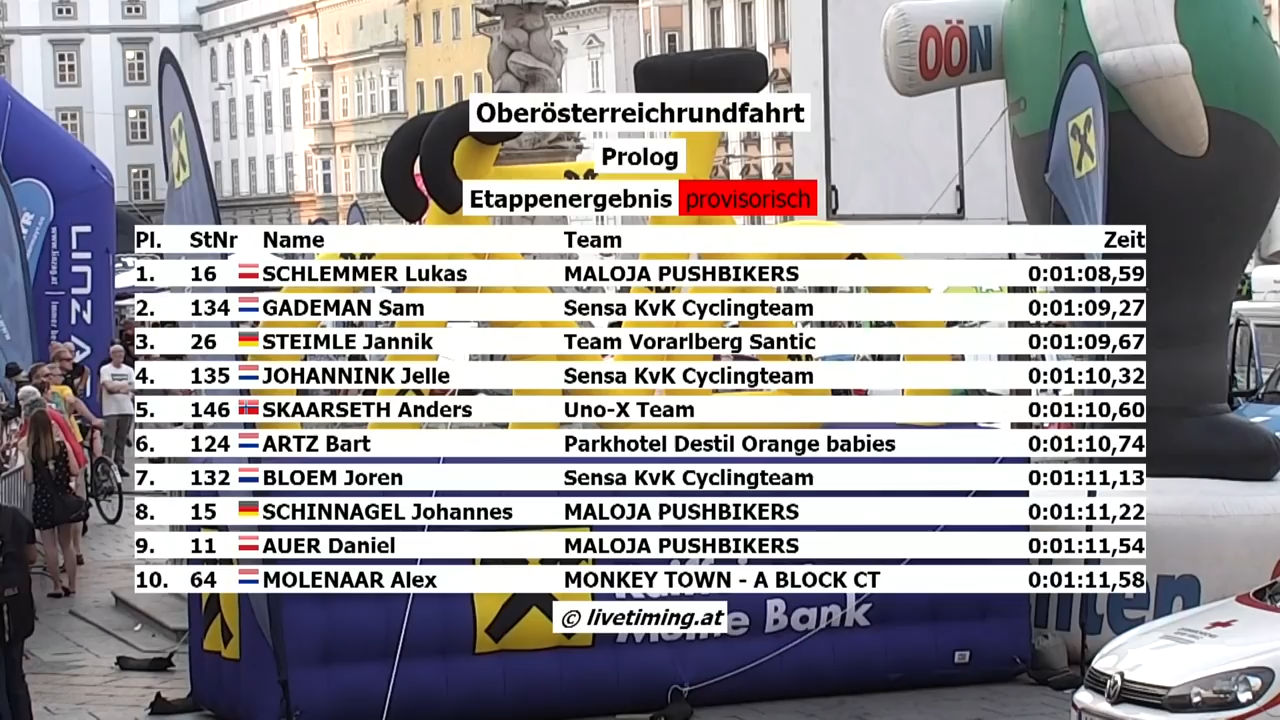 OÖN
Oberösterreichrundfahrt
Prolog
Etappenergebnis provisorisch
Pl. StNr Name Team Zeit
1. 16 SCHLEMMER Lukas MALOJA PUSHBIKERS 0:01:08,59
2. 134 GADEMAN Sam Sensa KvK Cyclingteam 0:01:09,27
3. 26 STEIMLE Jannik Team Vorarlberg Santic 0:01:09,67
4. 135 JOHANNINK Jelle Sensa KvK Cyclingteam 0:01:10,32
5. 146 SKAARSETH Anders Uno-X Team 0:01:10,60
6. 124 ARTZ Bart Parkhotel Destil Orange babies 0:01:10,74
7. 132 BLOEM Joren Sensa KvK Cyclingteam 0:01:11,13
8. 15 SCHINNAGEL Johannes MALOJA PUSHBIKERS 0:01:11,22
9. 11 AUER Daniel MALOJA PUSHBIKERS 0:01:11,54
10. 64 MOLENAAR Alex MONKEY TOWN - A BLOCK CT 0:01:11,58
© livetiming.at
Bank
LINZ
www.linzag.at